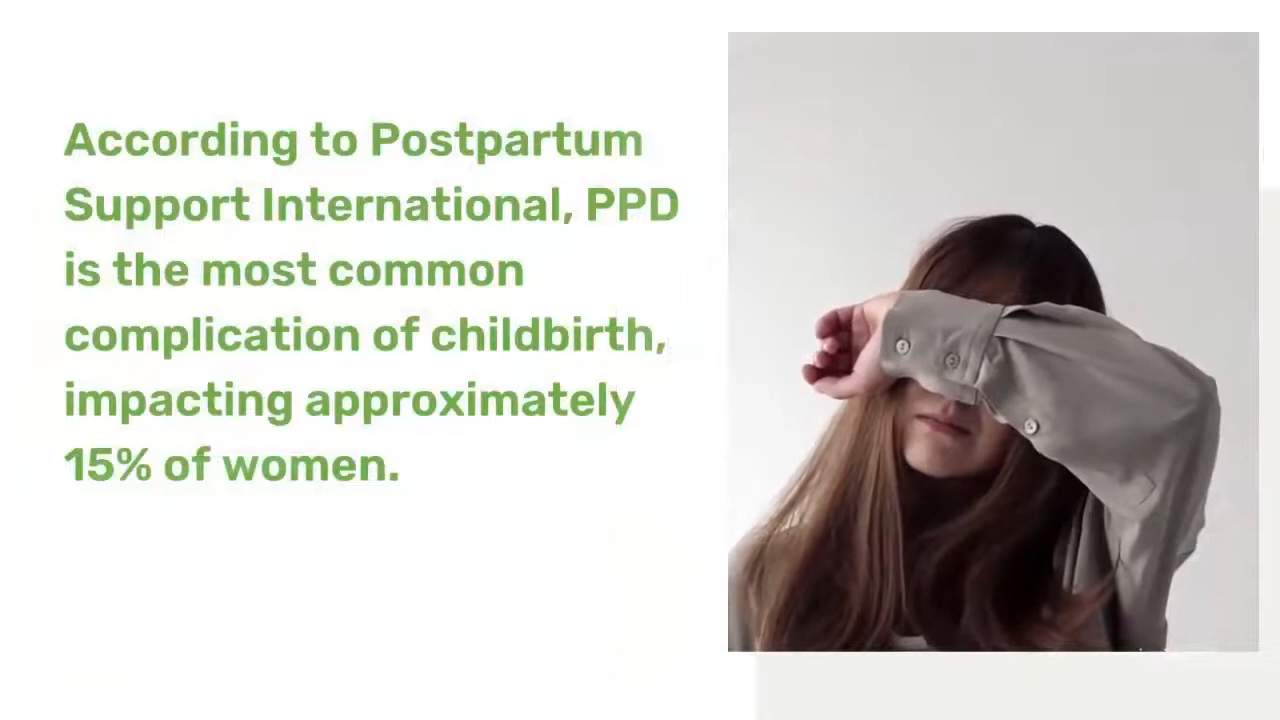 According to Postpartum
Support International, PPD
is the most common
complication of childbirth,
impacting approximately
15% of women.